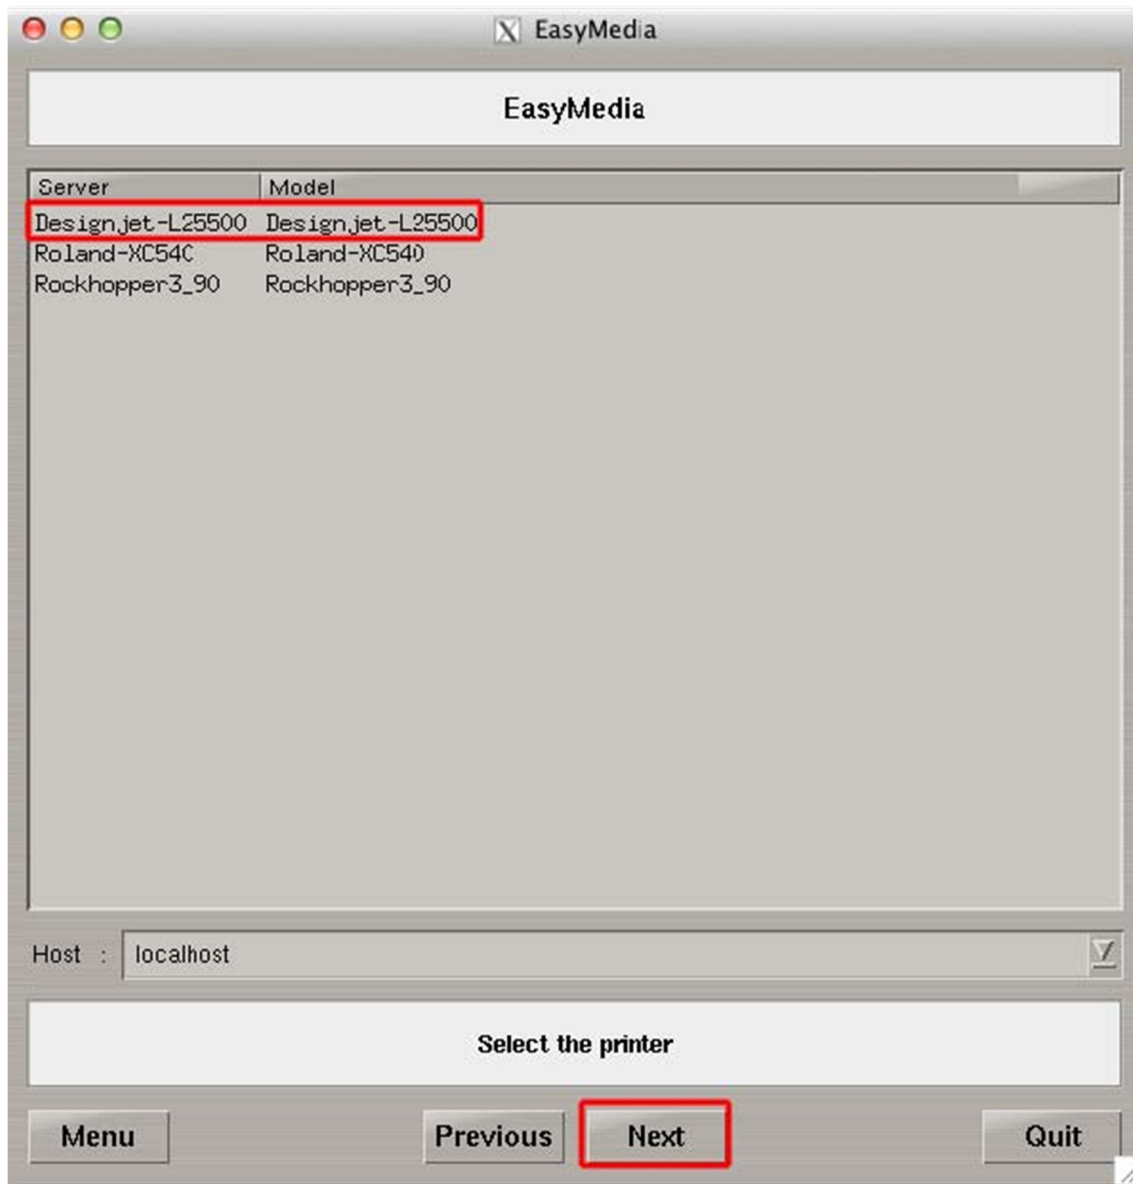 EasyMedia
EasyMedia
Server Model
Designjet-L25500 Designjet-L25500
Roland-XC540 Roland-XC540
Rockhopper3_90 Rockhopper3_90
Host : localhost
Select the printer
Menu Previous Next Quit